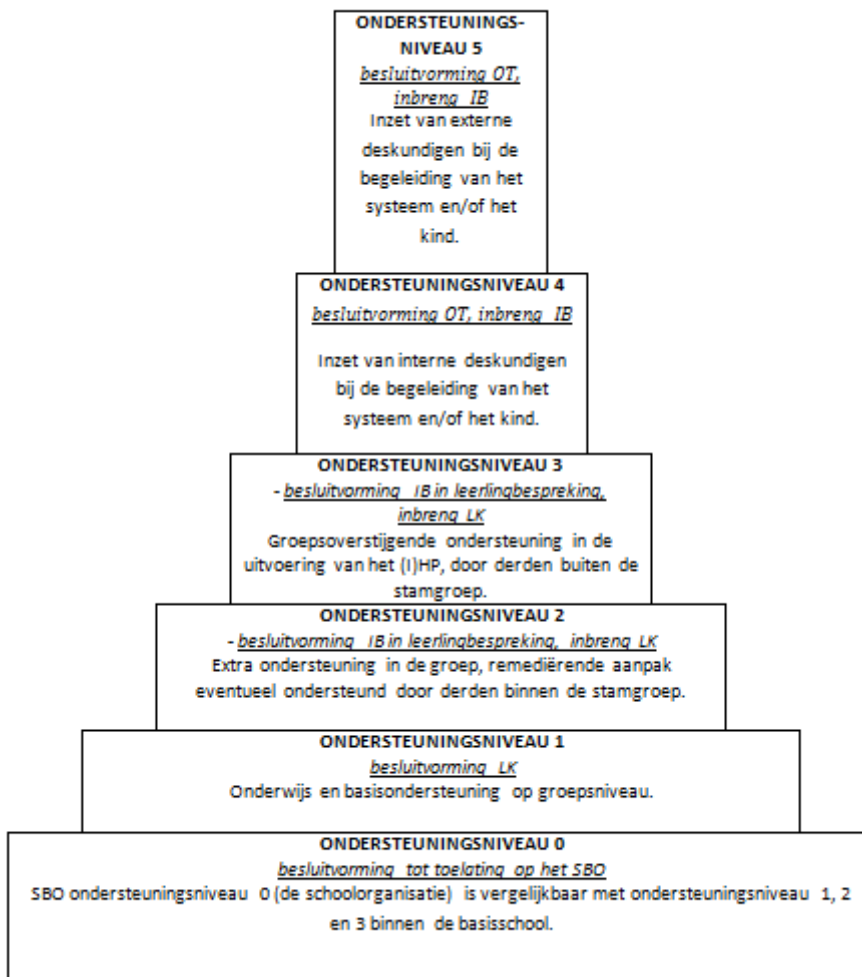 ONDERSTEUNINGS-
NIVEAU 5
besluitvorming OT,
inbreng IB
Inzet van externe
deskundigen bij de
begeleiding van het
systeem en/of het
kind.
ONDERSTEUNINGSNIVEAU 4
besluitvorming OT, inbreng IB
Inzet van interne deskundigen
bij de begeleiding van het
systeem en/of het kind.
ONDERSTEUNINGSNIVEAU 3
- besluitvorming IB in leerlingbespreking,
inbreng LK
Groepsoverstijgende ondersteuning in de
uitvoering van het (I)HP, door derden buiten de
stamgroep.
ONDERSTEUNINGSNIVEAU 2
- besluitvorming IB in leerlingbespreking, inbreng LK
Extra ondersteuning in de groep, remediërende aanpak
eventueel ondersteund door derden binnen de stamgroep.
ONDERSTEUNINGSNIVEAU 1
besluitvorming LK
Onderwijs en basisondersteuning op groepsniveau.
ONDERSTEUNINGSNIVEAU 0
besluitvorming tot toelating op het SBO
SBO ondersteuningsniveau 0 (de schoolorganisatie) is vergelijkbaar met ondersteuningsniveau 1, 2
en 3 binnen de basisschool.